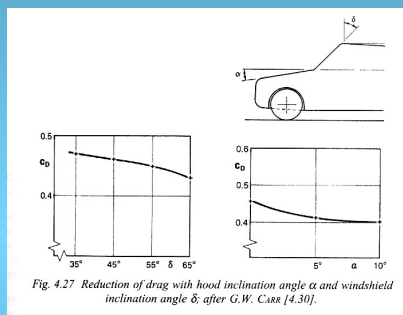 δ
α
0.5
C_D
0.4
35° 45° 55° δ 65°
0.6
C_D
0.5
0.4
5° α 10°
Fig. 4.27 Reduction of drag with hood inclination angle α and windshield
inclination angle δ; after G.W. CARR [4.30].